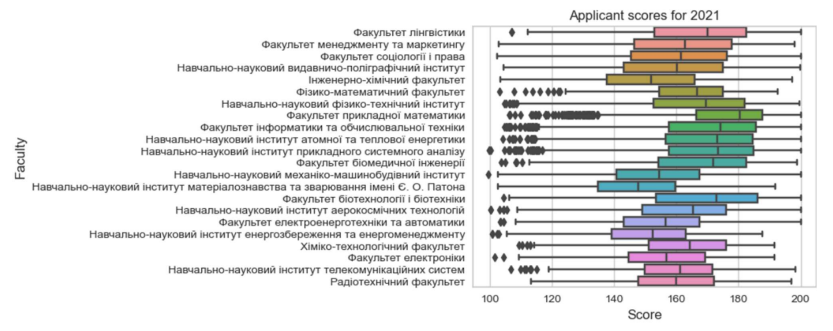 Applicant scores for 2021
Faculty
Факультет лінгвістики
Факультет менеджменту та маркетингу
Факультет соціології і права
Навчально-науковий видавничо-поліграфічний інститут
Інженерно-хімічний факультет
Фізико-математичний факультет
Навчально-науковий фізико-технічний інститут
Факультет прикладної математики
Факультет інформатики та обчислювальної техніки
Навчально-науковий інститут атомної та теплової енергетики
Навчально-науковий інститут прикладного системного аналізу
Факультет біомедичної інженерії
Навчально-науковий механіко-машинобудівний інститут
Навчально-науковий інститут матеріалознавства та зварювання імені Є. О. Патона
Факультет біотехнології і біотехніки
Навчально-науковий інститут аерокосмічних технологій
Факультет електроенерготехніки та автоматики
Навчально-науковий інститут енергозбереження та енергоменеджменту
Хіміко-технологічний факультет
Факультет електроніки
Навчально-науковий інститут телекомунікаційних систем
Радіотехнічний факультет
100 120 140 160 180 200
Score